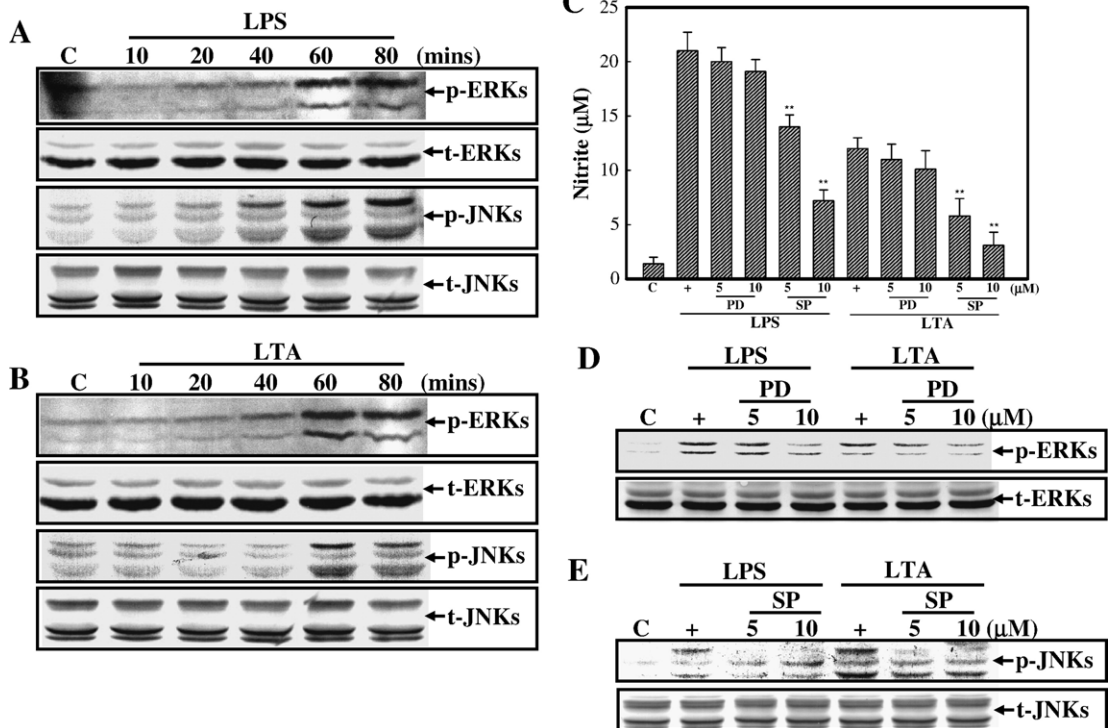 A
LPS
C 10 20 40 60 80 (mins)
p-ERKs
t-ERKs
p-JNKs
t-JNKs
B
LTA
C 10 20 40 60 80 (mins)
p-ERKs
t-ERKs
p-JNKs
t-JNKs
C
Nitrite (μM)
25
20
15
10
5
0
** ** ** **
C + 5 10 5 10 + 5 10 5 10 (μM)
PD SP PD SP
LPS LTA
D
LPS LTA
PD PD
C + 5 10 + 5 10 (μM)
p-ERKs
t-ERKs
E
LPS LTA
SP SP
C + 5 10 + 5 10 (μM)
p-JNKs
t-JNKs